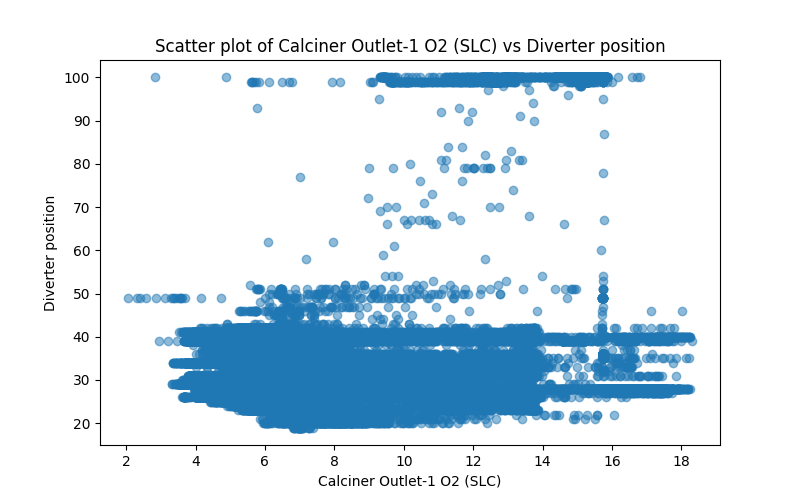 Scatter plot of Calciner Outlet-1 O2 (SLC) vs Diverter position
100
90
80
70
60
50
40
30
20
Diverter position
2 4 6 8 10 12 14 16 18
Calciner Outlet-1 O2 (SLC)